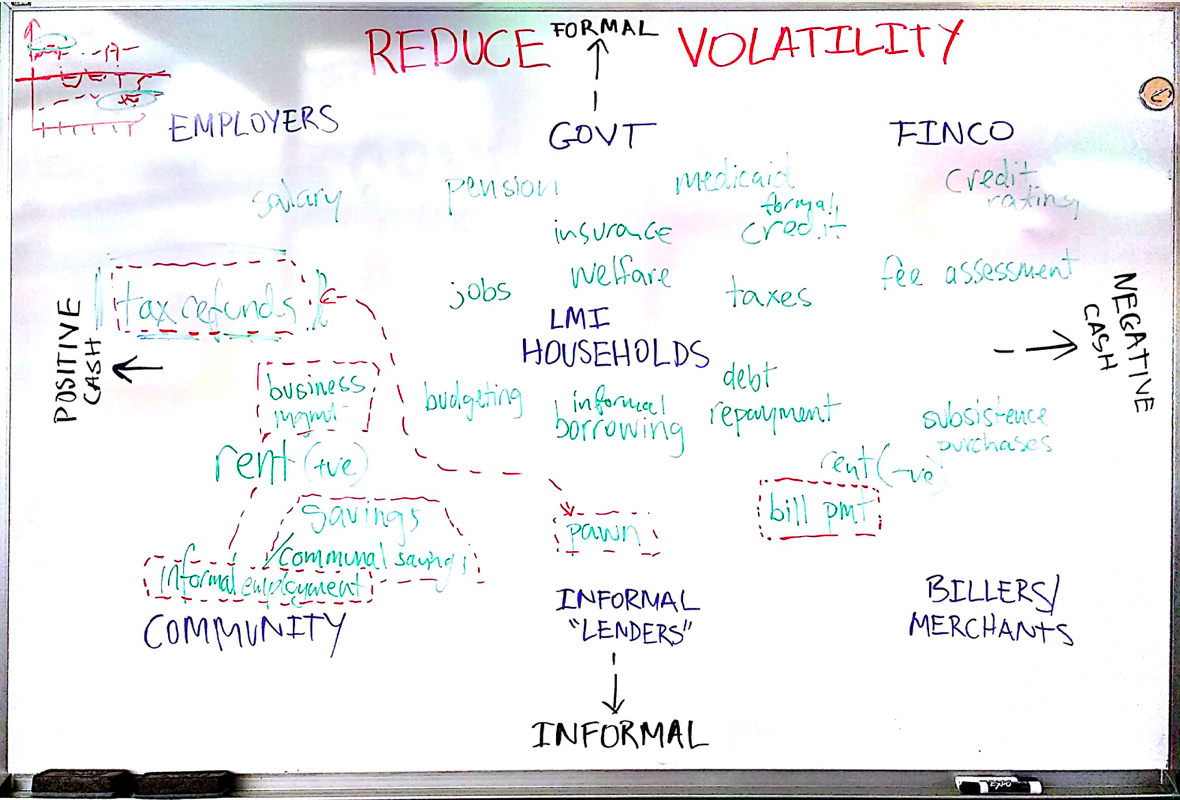 FORMAL
REDUCE VOLATILITY
EMPLOYERS
GOVT
FINCO
salary
pension
medicaid
credit
rating
formal
credit
insurance
welfare
jobs
taxes
fee assessment
tax refunds
POSITIVE
CASH
LMI
HOUSEHOLDS
NEGATIVE
CASH
business
mgmt
budgeting
informal
borrowing
debt
repayment
subsistence
purchases
rent (+ve)
rent (-ve)
savings
/communal savings
informal employment
pawn
bill pmt
COMMUNITY
INFORMAL
"LENDERS"
BILLERS/
MERCHANTS
INFORMAL